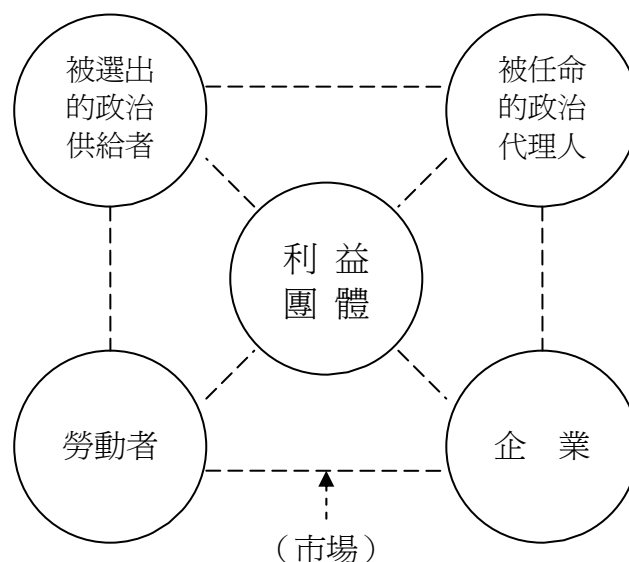 被選出
的政治
供給者
被任命
的政治
代理人
利益
團體
勞動者
企業
（市場）